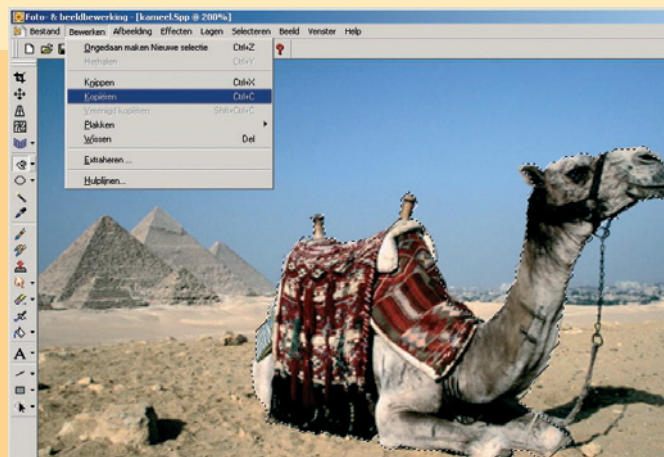 Foto- & beeldbewerking - [kameel.Spp @ 200%]
Bestand Bewerken Afbeelding Effecten Lagen Selecteren Beeld Venster Help
Ongedaan maken Nieuwe selectie Ctrl+Z
Herhalen Ctrl+Y
Knippen Ctrl+X
Kopiëren Ctrl+C
Verenigd kopiëren Shift+Ctrl+C
Plakken
Wissen Del
Extraheren ...
Hulplijnen...
A